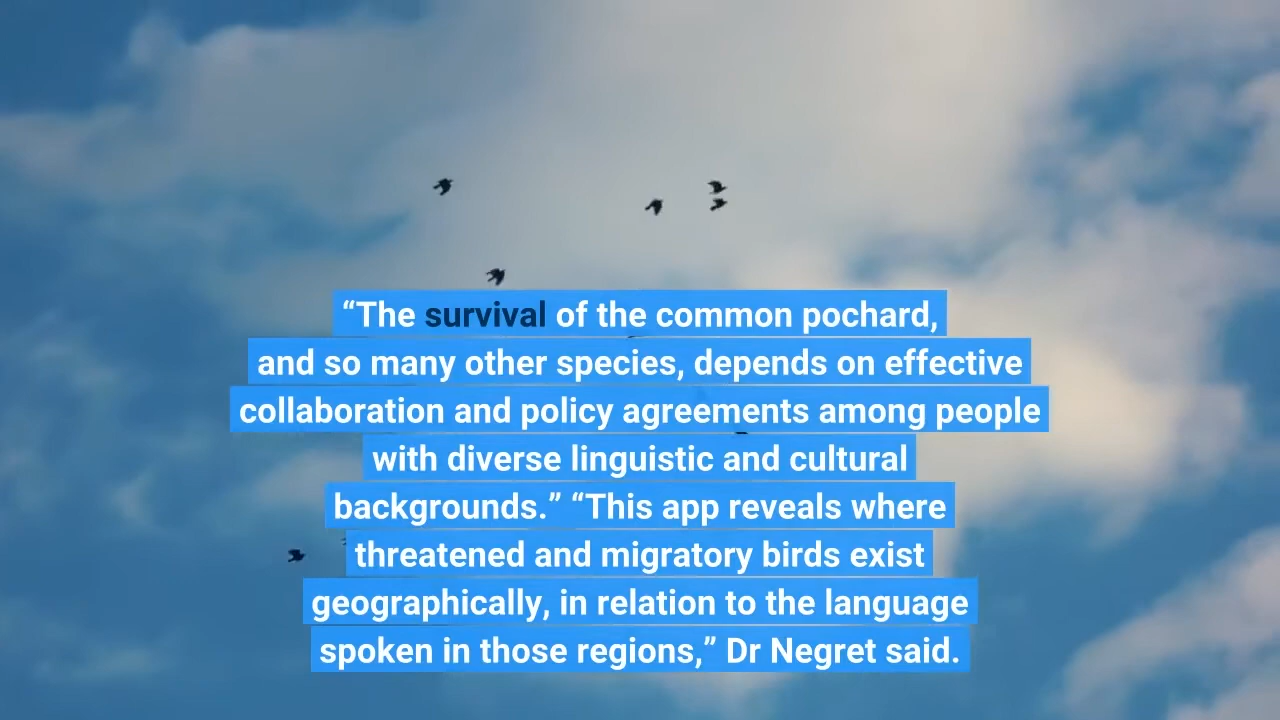 “The survival of the common pochard,
and so many other species, depends on effective
collaboration and policy agreements among people
with diverse linguistic and cultural
backgrounds.” “This app reveals where
threatened and migratory birds exist
geographically, in relation to the language
spoken in those regions,” Dr Negret said.